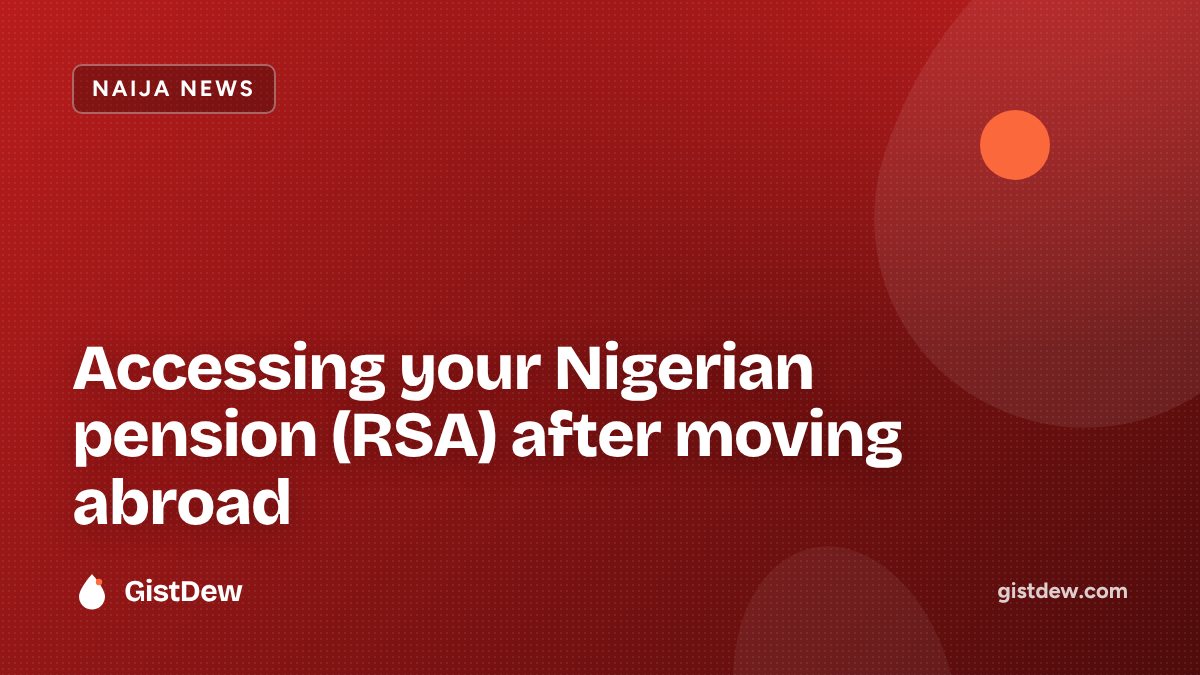 NAIJA NEWS
Accessing your Nigerian
pension (RSA) after moving
abroad
GistDew
gistdew.com